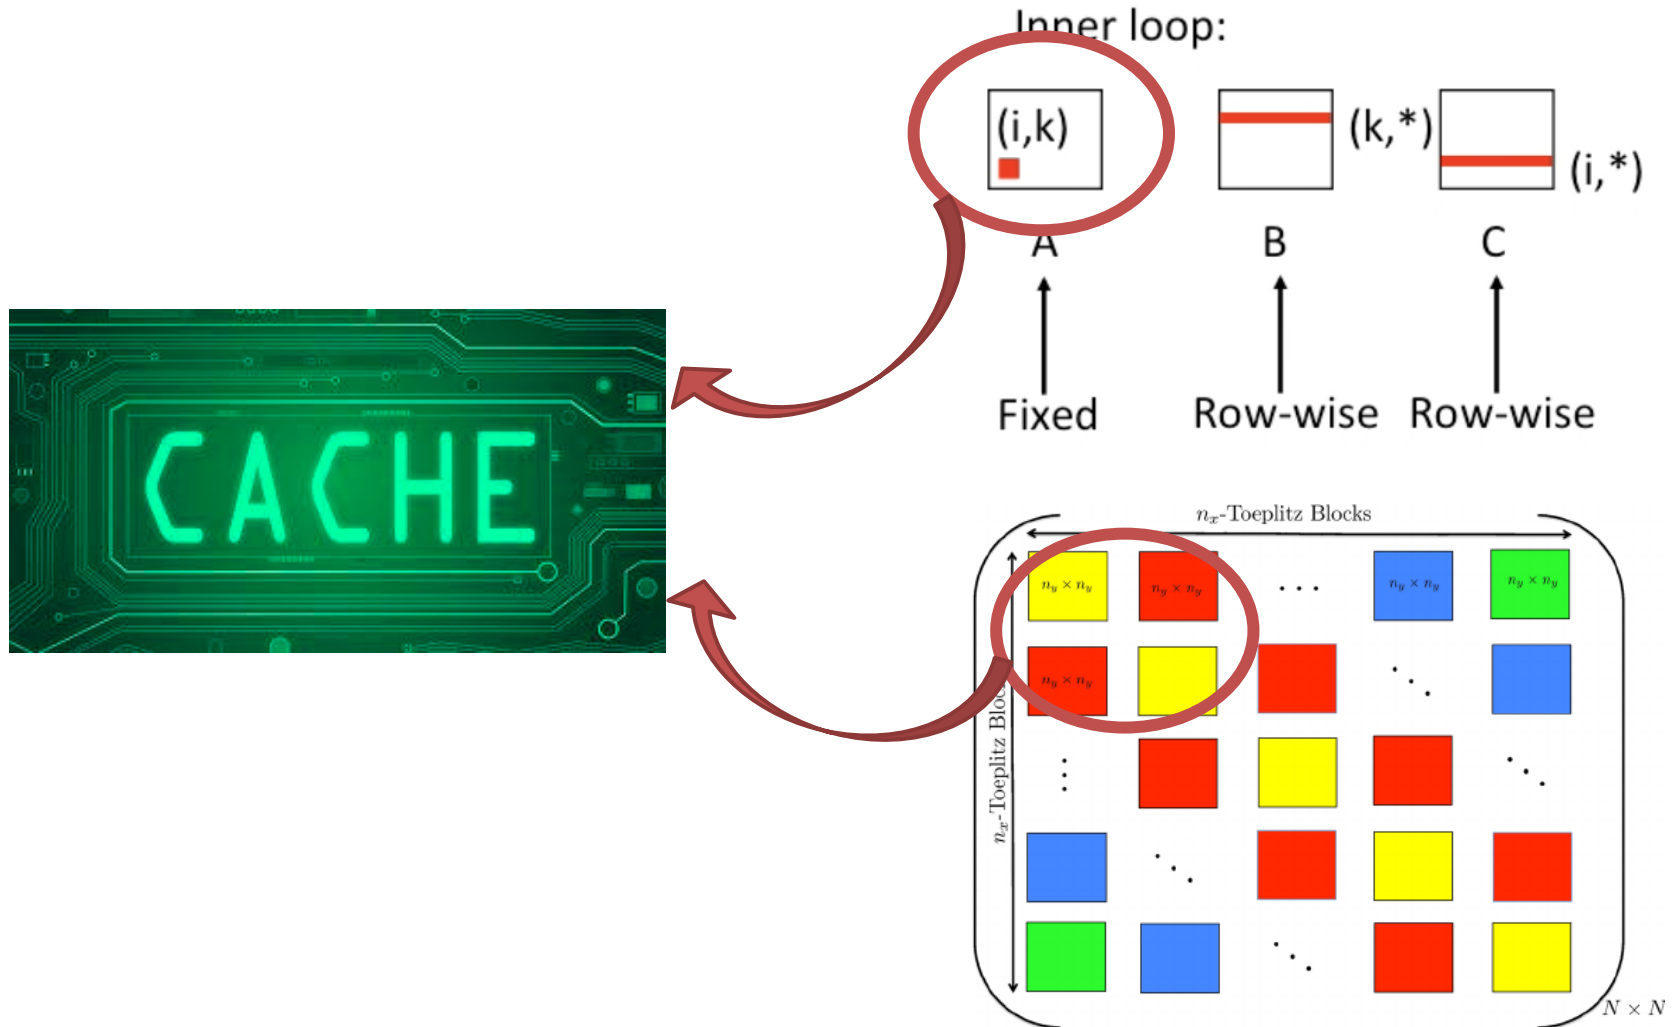 Inner loop:
(i,k)
(k,*)
(i,*)
A
B
C
Fixed
Row-wise
Row-wise
CACHE
n_x-Toeplitz Blocks
n_y × n_y
n_y × n_y
. . .
n_y × n_y
n_y × n_y
n_y × n_y
n_x-Toeplitz Bloc
N × N